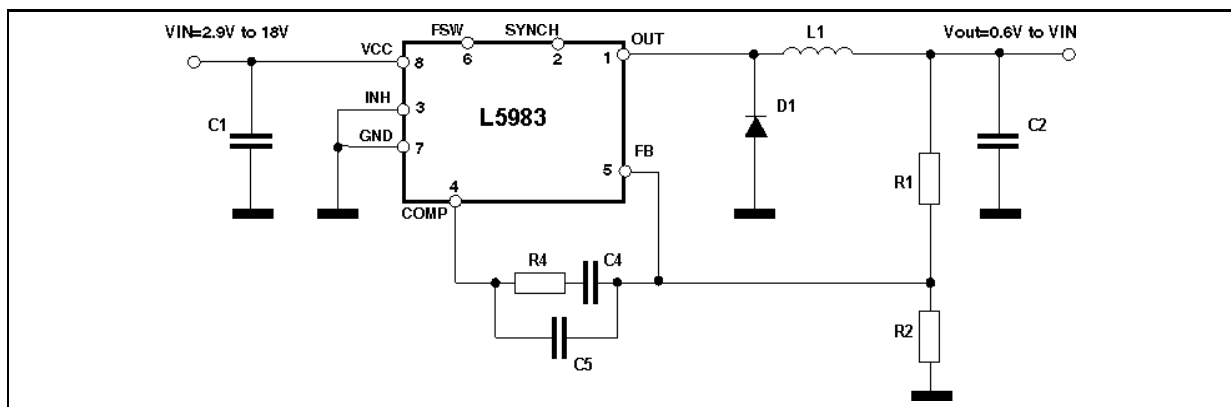 VIN=2.9V to 18V
FSW
SYNCH
OUT
L1
Vout=0.6V to VIN
VCC
8
6
2
1
INH
3
L5983
D1
C1
GND
7
FB
5
C2
R1
4
COMP
R4
C4
C5
R2